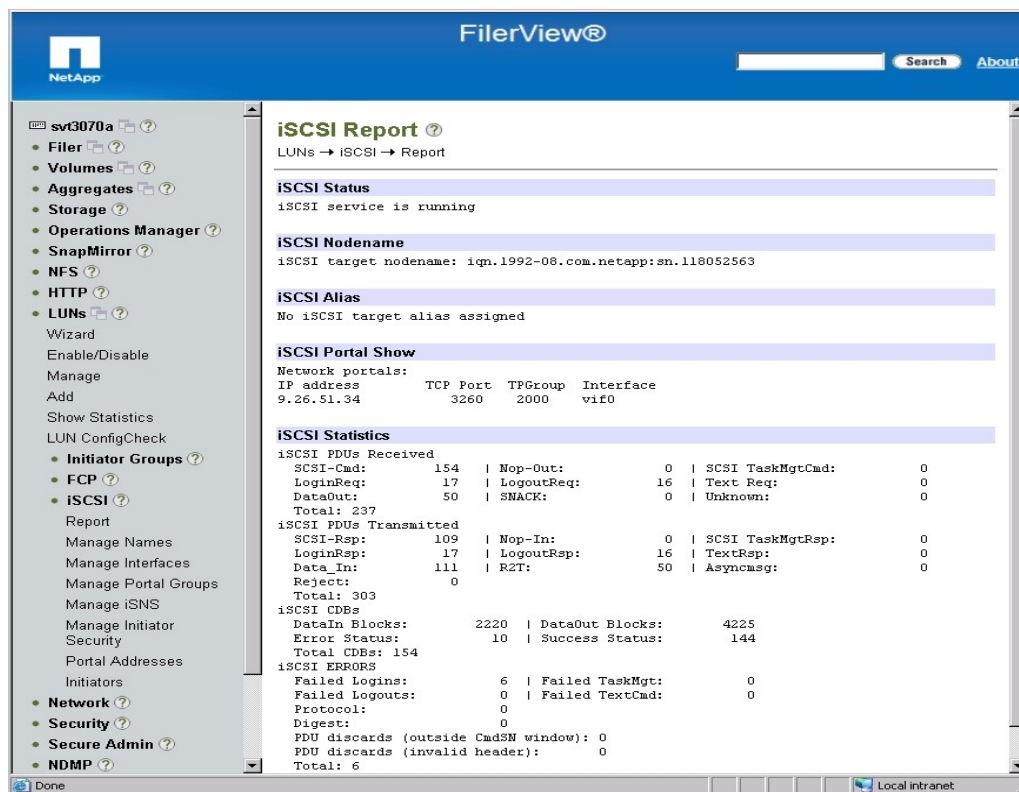 FilerView®
NetApp
Search About
svt3070a
Filer
Volumes
Aggregates
Storage
Operations Manager
SnapMirror
NFS
HTTP
LUNs
Wizard
Enable/Disable
Manage
Add
Show Statistics
LUN ConfigCheck
Initiator Groups
FCP
iSCSI
Report
Manage Names
Manage Interfaces
Manage Portal Groups
Manage iSNS
Manage Initiator
Security
Portal Addresses
Initiators
Network
Security
Secure Admin
NDMP
iSCSI Report
LUNs → iSCSI → Report
iSCSI Status
iSCSI service is running
iSCSI Nodename
iSCSI target nodename: iqn.1992-08.com.netapp:sn.118052563
iSCSI Alias
No iSCSI target alias assigned
iSCSI Portal Show
Network portals:
IP address TCP Port TPGroup Interface
9.26.51.34 3260 2000 vif0
iSCSI Statistics
iSCSI PDUs Received
SCSI-Cmd: 154 | Nop-Out: 0 | SCSI TaskMgtCmd: 0
LoginReq: 17 | LogoutReq: 16 | Text Req: 0
DataOut: 50 | SNACK: 0 | Unknown: 0
Total: 237
iSCSI PDUs Transmitted
SCSI-Rsp: 109 | Nop-In: 0 | SCSI TaskMgtRsp: 0
LoginRsp: 17 | LogoutRsp: 16 | TextRsp: 0
Data_In: 111 | R2T: 50 | Asyncmsg: 0
Reject: 0
Total: 303
iSCSI CDBs
DataIn Blocks: 2220 | DataOut Blocks: 4225
Error Status: 10 | Success Status: 144
Total CDBs: 154
iSCSI ERRORS
Failed Logins: 6 | Failed TaskMgt: 0
Failed Logouts: 0 | Failed TextCmd: 0
Protocol: 0
Digest: 0
PDU discards (outside CmdSN window): 0
PDU discards (invalid header): 0
Total: 6
Done
Local intranet